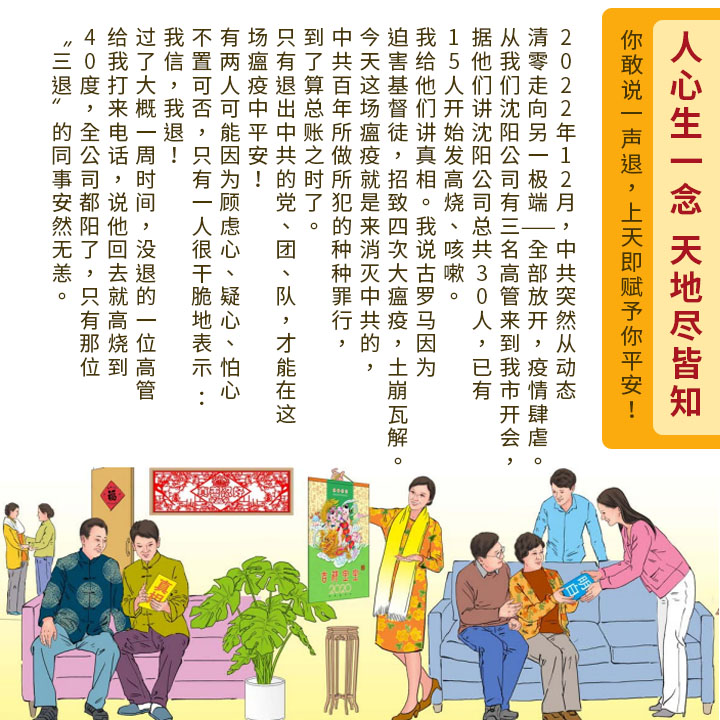 人心生一念 天地尽皆知
你敢说一声退，上天即赋予你平安！
2022年12月，中共突然从动态
清零走向另一极端——全部放开，疫情肆虐。
从我们沈阳公司有三名高管来到我市开会，
据他们讲沈阳公司总共30人，已有
15人开始发高烧、咳嗽。
我给他们讲真相。我说古罗马因为
迫害基督徒，招致四次大瘟疫，土崩瓦解。
今天这场瘟疫就是来消灭中共的，
中共百年所做所犯的种种罪行，
到了算总账之时了。
只有退出中共的党、团、队，才能在这
场瘟疫中平安！
有两人可能因为顾虑心、疑心、怕心
不置可否，只有一人很干脆地表示：
我信，我退！
过了大概一周时间，没退的一位高管
给我打来电话，说他回去就高烧到
40度，全公司都阳了，只有那位
“三退”的同事安然无恙。
福
真相
明白
2020